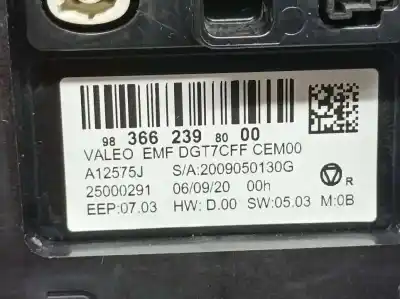 98 366 239 80 00
VALEO EMF DGT7CFF CEM00
A12575J S/A:2009050130G
25000291 06/09/20 00h
R
EEP:07.03 HW: D.00 SW:05.03 M:0B